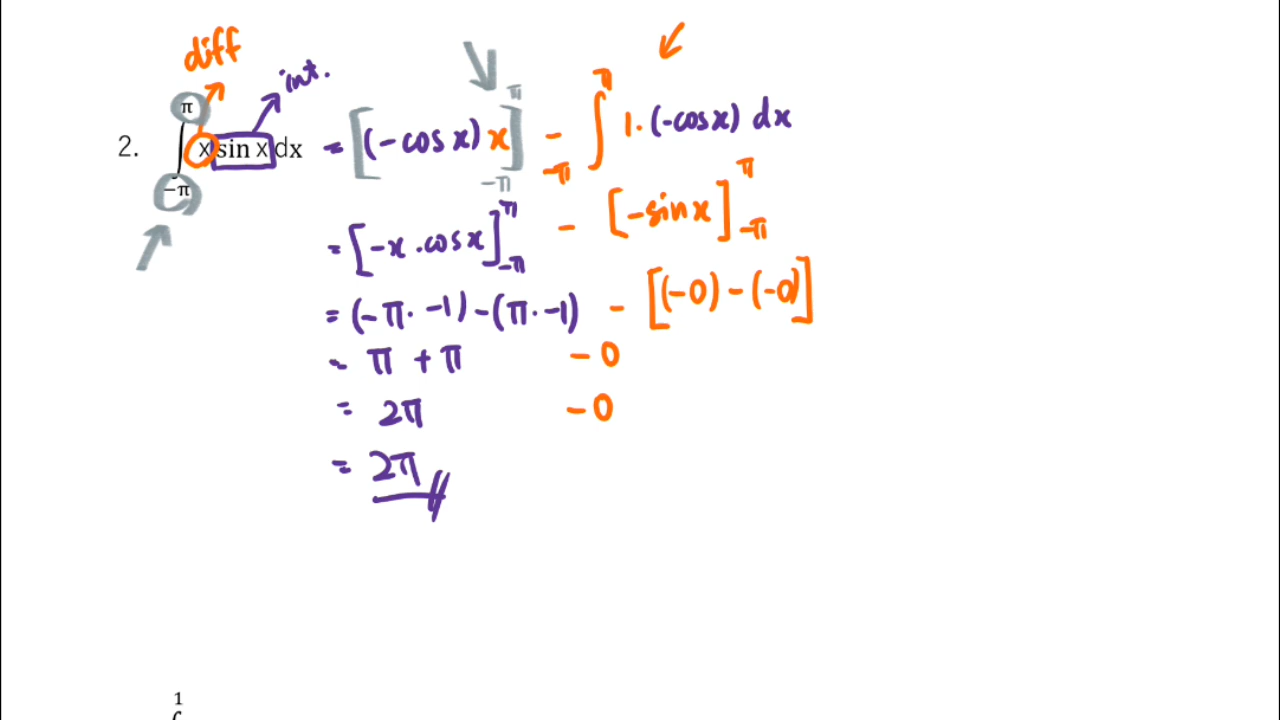 diff
int.
2. ∫_{-π}^{π} x sin x dx = [(-cos x) x]_{-π}^{π} - ∫_{-π}^{π} 1. (-cos x) dx
= [-x . cos x]_{-π}^{π} - [-sin x]_{-π}^{π}
= (-π . -1) - (π . -1) - [(-0) - (-0)]
= π + π - 0
= 2π - 0
= 2π
1
∫